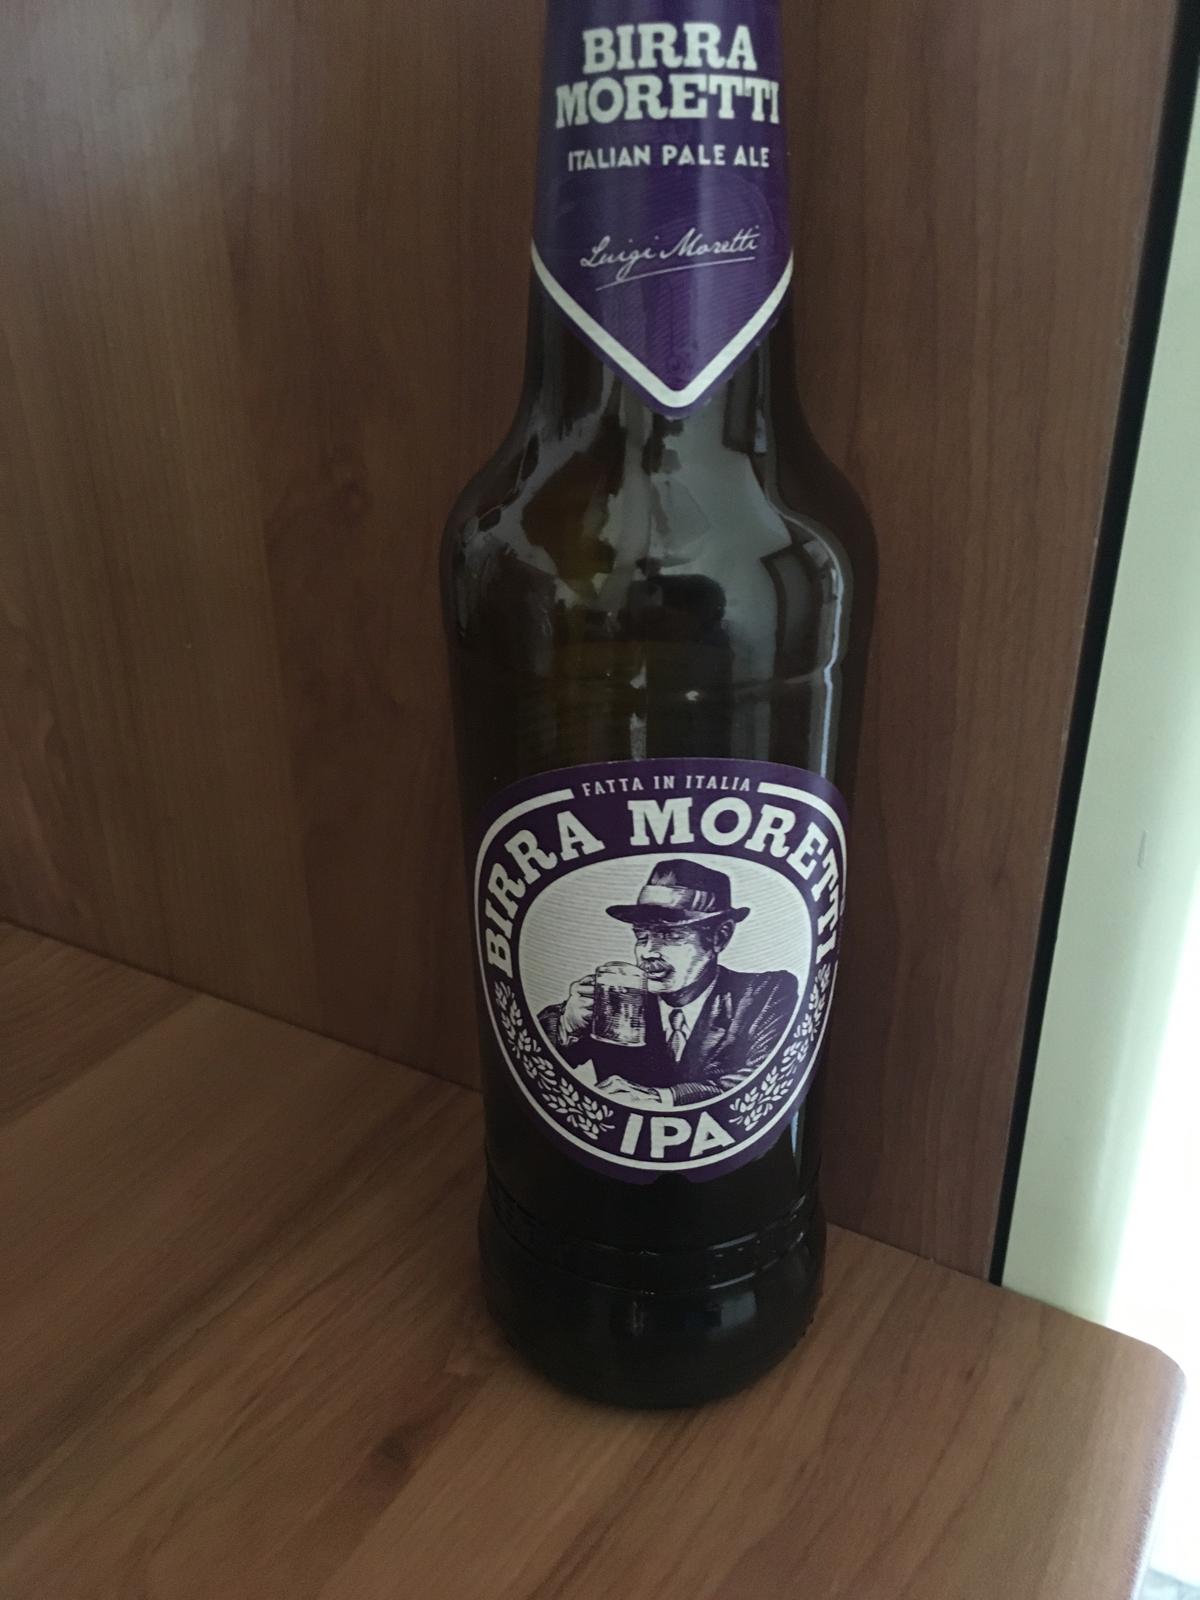 BIRRA
MORETTI
ITALIAN PALE ALE
Luigi Moretti
FATTA IN ITALIA
BIRRA MORETTI
IPA